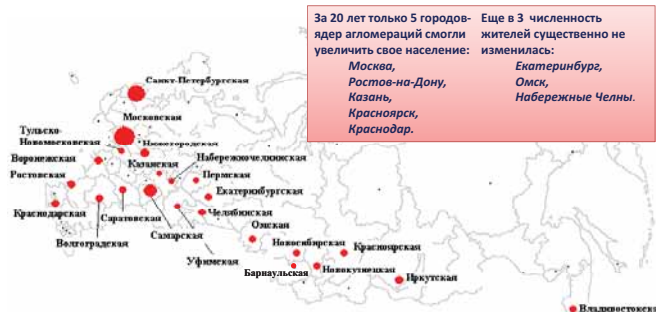 За 20 лет только 5 городов-
ядер агломераций смогли
увеличить свое население:
Москва,
Ростов-на-Дону,
Казань,
Красноярск,
Краснодар.
Еще в 3 численность
жителей существенно не
изменилась:
Екатеринбург,
Омск,
Набережные Челны.
Санкт-Петербургская
Московская
Тульско-
Новомосковская
Нижегородская
Воронежская
Казанская
Набережночелнинская
Ростовская
Пермская
Екатеринбургская
Краснодарская
Саратовская
Челябинская
Волгоградская
Самарская
Омская
Уфимская
Новосибирская
Красноярская
Барнаульская
Новокузнецкая
Иркутская
Владивостокска